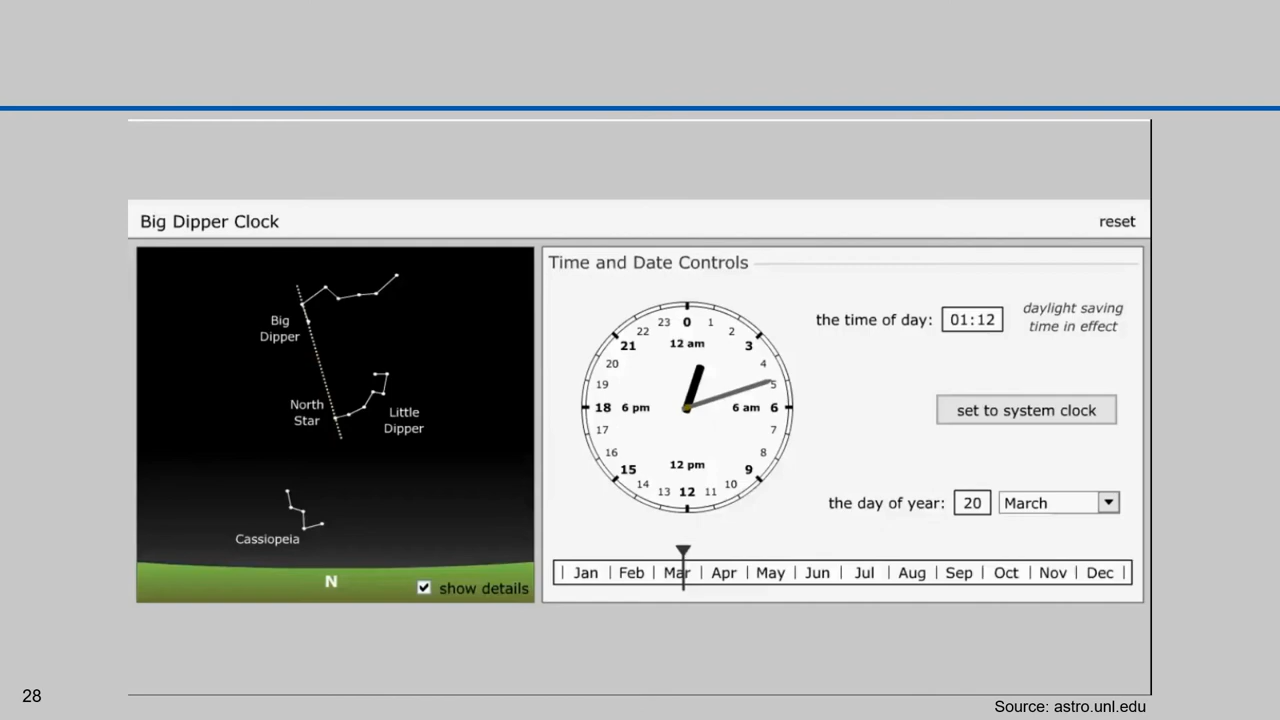 Big Dipper Clock
reset
Big
Dipper
North
Star
Little
Dipper
Cassiopeia
N
show details
Time and Date Controls
0
1
2
3
4
5
6
7
8
9
10
11
12
13
14
15
16
17
18
19
20
21
22
23
12 am
6 pm
6 am
12 pm
the time of day: 01:12
daylight saving
time in effect
set to system clock
the day of year: 20 March
Jan Feb Mar Apr May Jun Jul Aug Sep Oct Nov Dec
28
Source: astro.unl.edu